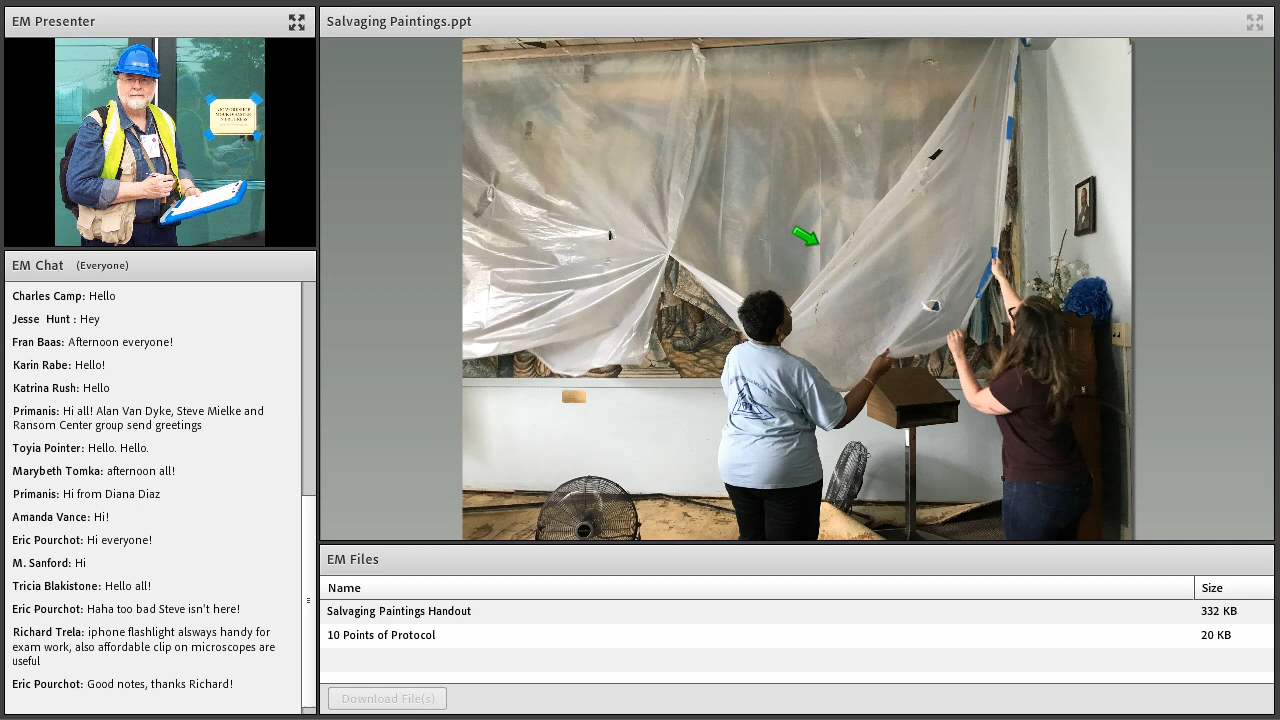 EM Presenter
EM Chat (Everyone)
Charles Camp: Hello
Jesse Hunt : Hey
Fran Baas: Afternoon everyone!
Karin Rabe: Hello!
Katrina Rush: Hello
Primanis: Hi all! Alan Van Dyke, Steve Mielke and
Ransom Center group send greetings
Toyia Pointer: Hello. Hello.
Marybeth Tomka: afternoon all!
Primanis: Hi from Diana Diaz
Amanda Vance: Hi!
Eric Pourchot: Hi everyone!
M. Sanford: Hi
Tricia Blakistone: Hello all!
Eric Pourchot: Haha too bad Steve isn't here!
Richard Trela: iphone flashlight alsways handy for
exam work, also affordable clip on microscopes are
useful
Eric Pourchot: Good notes, thanks Richard!
Salvaging Paintings.ppt
EM Files
Name Size
Salvaging Paintings Handout 332 KB
10 Points of Protocol 20 KB
Download File(s)